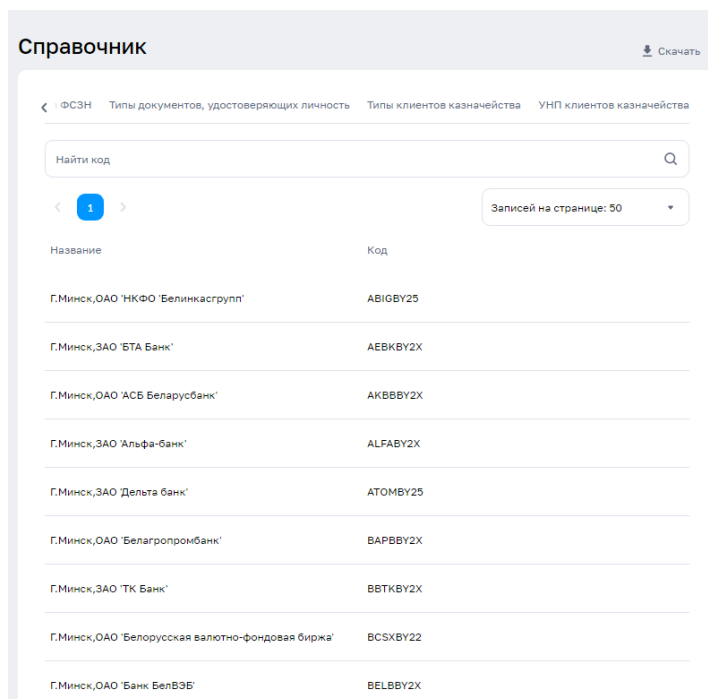 Справочник
Скачать
ФСЗН Типы документов, удостоверяющих личность Типы клиентов казначейства УНП клиентов казначейства
Найти код
1
Записей на странице: 50
Название Код
Г.Минск,ОАО 'НКФО 'Белинкасгрупп' ABIGBY25
Г.Минск,ЗАО 'БТА Банк' AEBKBY2X
Г.Минск,ОАО 'АСБ Беларусбанк' AKBBBY2X
Г.Минск,ЗАО 'Альфа-банк' ALFABY2X
Г.Минск,ЗАО 'Дельта банк' ATOMBY25
Г.Минск,ОАО 'Белагропромбанк' BAPBBY2X
Г.Минск,ЗАО 'ТК Банк' BBTKBY2X
Г.Минск,ОАО 'Белорусская валютно-фондовая биржа' BCSXBY22
Г.Минск,ОАО 'Банк БелВЭБ' BELBBY2X